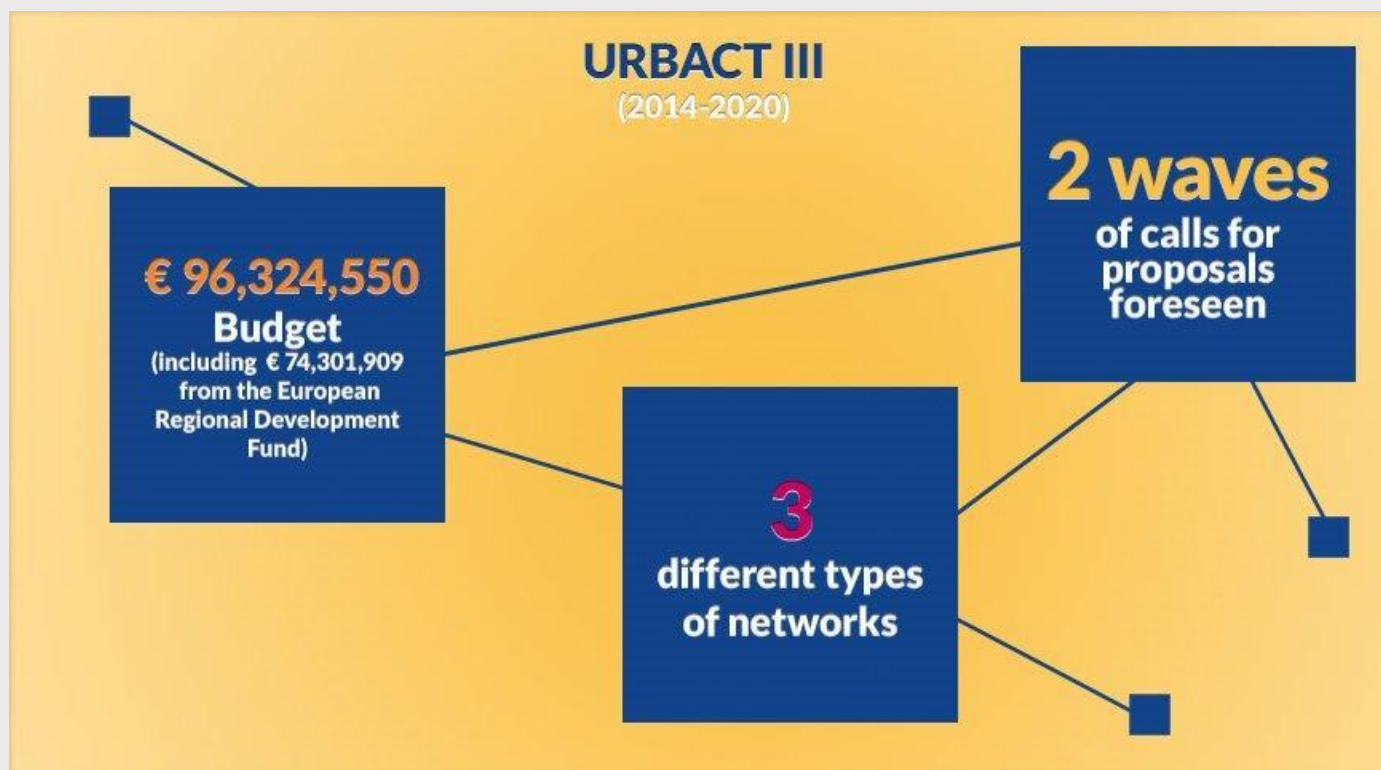 URBACT III
(2014-2020)
€ 96,324,550
Budget
(including € 74,301,909
from the European
Regional Development
Fund)
2 waves
of calls for
proposals
foreseen
3
different types
of networks